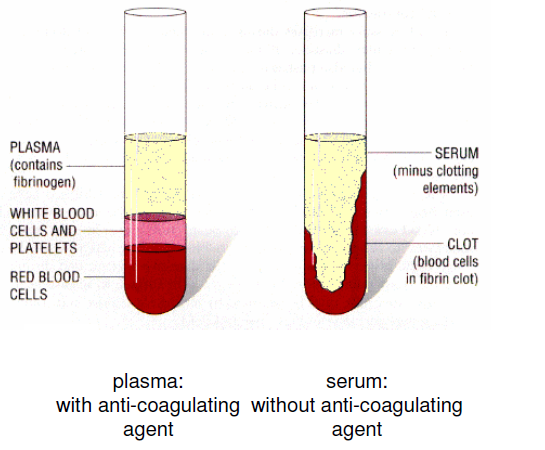 PLASMA
(contains
fibrinogen)
WHITE BLOOD
CELLS AND
PLATELETS
RED BLOOD
CELLS
SERUM
(minus clotting
elements)
CLOT
(blood cells
in fibrin clot)
plasma:
with anti-coagulating
agent
serum:
without anti-coagulating
agent